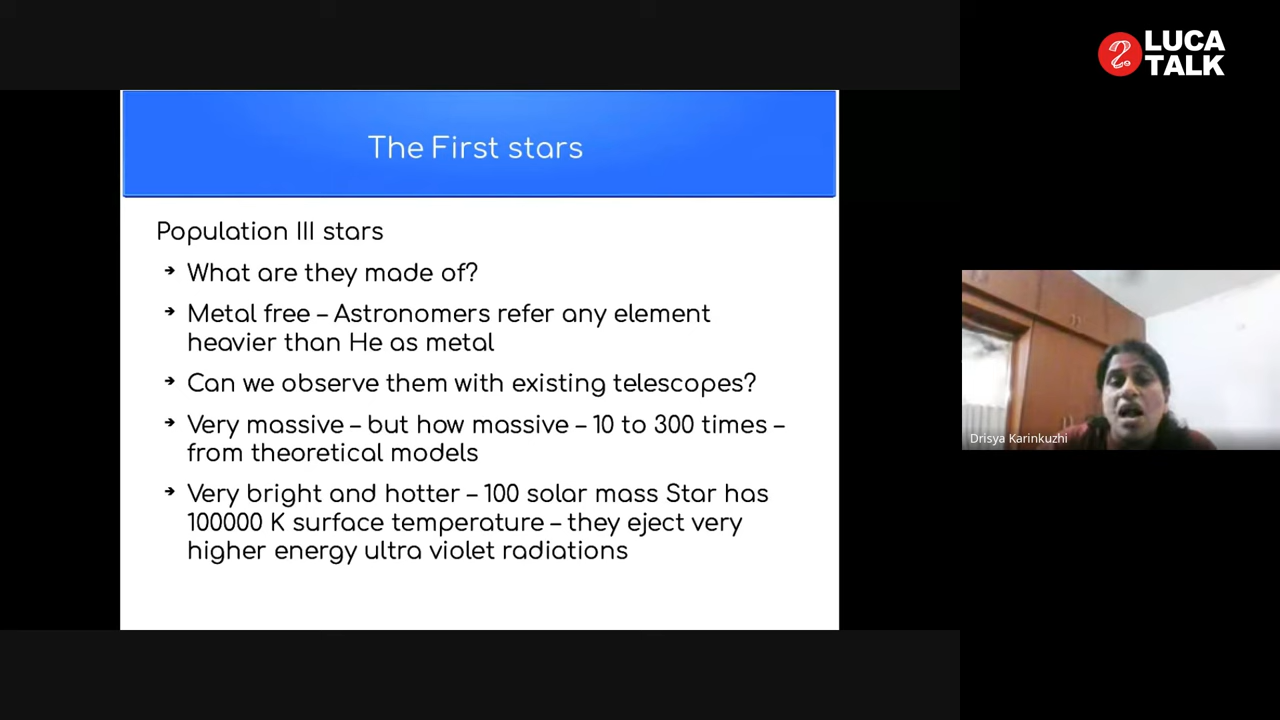 LUCA
TALK
The First stars
Population III stars
➔ What are they made of?
➔ Metal free – Astronomers refer any element
heavier than He as metal
➔ Can we observe them with existing telescopes?
➔ Very massive – but how massive – 10 to 300 times –
from theoretical models
➔ Very bright and hotter – 100 solar mass Star has
100000 K surface temperature – they eject very
higher energy ultra violet radiations
Drisya Karinkuzhi